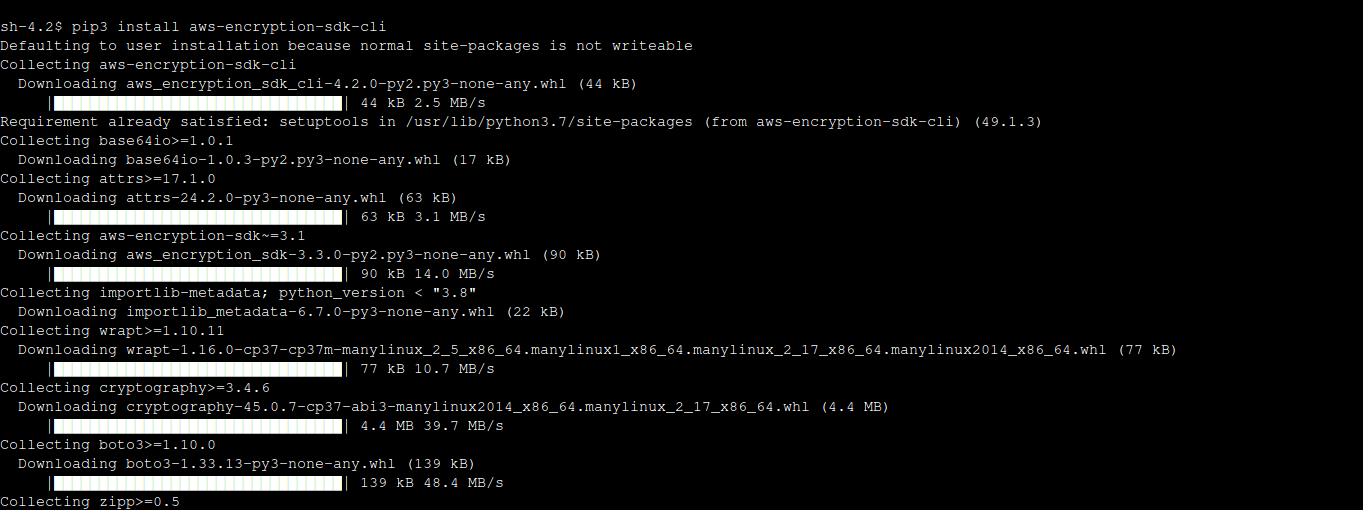 sh-4.2$ pip3 install aws-encryption-sdk-cli
Defaulting to user installation because normal site-packages is not writeable
Collecting aws-encryption-sdk-cli
  Downloading aws_encryption_sdk_cli-4.2.0-py2.py3-none-any.whl (44 kB)
     |████████████████████████████████| 44 kB 2.5 MB/s
Requirement already satisfied: setuptools in /usr/lib/python3.7/site-packages (from aws-encryption-sdk-cli) (49.1.3)
Collecting base64io>=1.0.1
  Downloading base64io-1.0.3-py2.py3-none-any.whl (17 kB)
Collecting attrs>=17.1.0
  Downloading attrs-24.2.0-py3-none-any.whl (63 kB)
     |████████████████████████████████| 63 kB 3.1 MB/s
Collecting aws-encryption-sdk~=3.1
  Downloading aws_encryption_sdk-3.3.0-py2.py3-none-any.whl (90 kB)
     |████████████████████████████████| 90 kB 14.0 MB/s
Collecting importlib-metadata; python_version < "3.8"
  Downloading importlib_metadata-6.7.0-py3-none-any.whl (22 kB)
Collecting wrapt>=1.10.11
  Downloading wrapt-1.16.0-cp37-cp37m-manylinux_2_5_x86_64.manylinux1_x86_64.manylinux_2_17_x86_64.manylinux2014_x86_64.whl (77 kB)
     |████████████████████████████████| 77 kB 10.7 MB/s
Collecting cryptography>=3.4.6
  Downloading cryptography-45.0.7-cp37-abi3-manylinux2014_x86_64.manylinux_2_17_x86_64.whl (4.4 MB)
     |████████████████████████████████| 4.4 MB 39.7 MB/s
Collecting boto3>=1.10.0
  Downloading boto3-1.33.13-py3-none-any.whl (139 kB)
     |████████████████████████████████| 139 kB 48.4 MB/s
Collecting zipp>=0.5